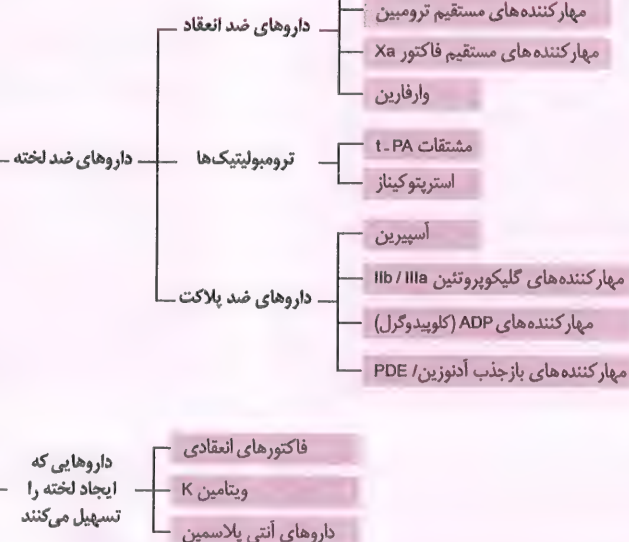 مهارکننده‌های مستقیم ترومبین
داروهای ضد انعقاد
مهارکننده‌های مستقیم فاکتور Xa
وارفارین
مشتقات t-PA
ترومبولیتیک‌ها
داروهای ضد لخته
استرپتوکیناز
آسپیرین
مهارکننده‌های گلیکوپروتئین IIb / IIIa
داروهای ضد پلاکت
مهارکننده‌های ADP (کلوپیدوگرل)
مهارکننده‌های بازجذب آدنوزین/ PDE
فاکتورهای انعقادی
داروهایی که
ایجاد لخته را
تسهیل می‌کنند
ویتامین K
داروهای آنتی پلاسمین